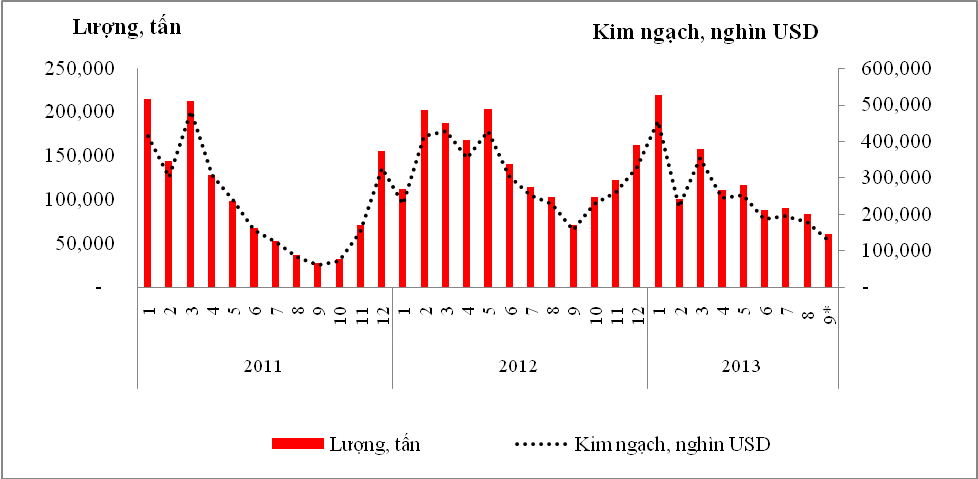 Lượng, tấn
Kim ngạch, nghìn USD
250,000
200,000
150,000
100,000
50,000
-
600,000
500,000
400,000
300,000
200,000
100,000
-
1 2 3 4 5 6 7 8 9 10 11 12 1 2 3 4 5 6 7 8 9 10 11 12 1 2 3 4 5 6 7 8 9*
2011 2012 2013
Lượng, tấn Kim ngạch, nghìn USD